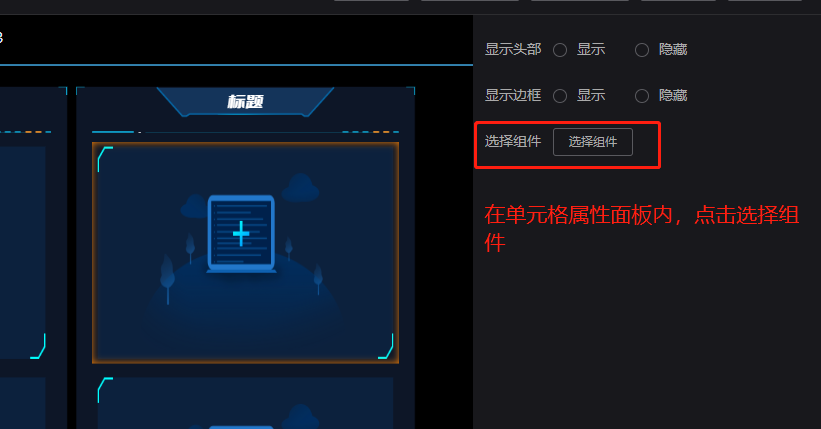 3
显示头部 显示 隐藏
显示边框 显示 隐藏
标题
选择组件 选择组件
在单元格属性面板内，点击选择组
件